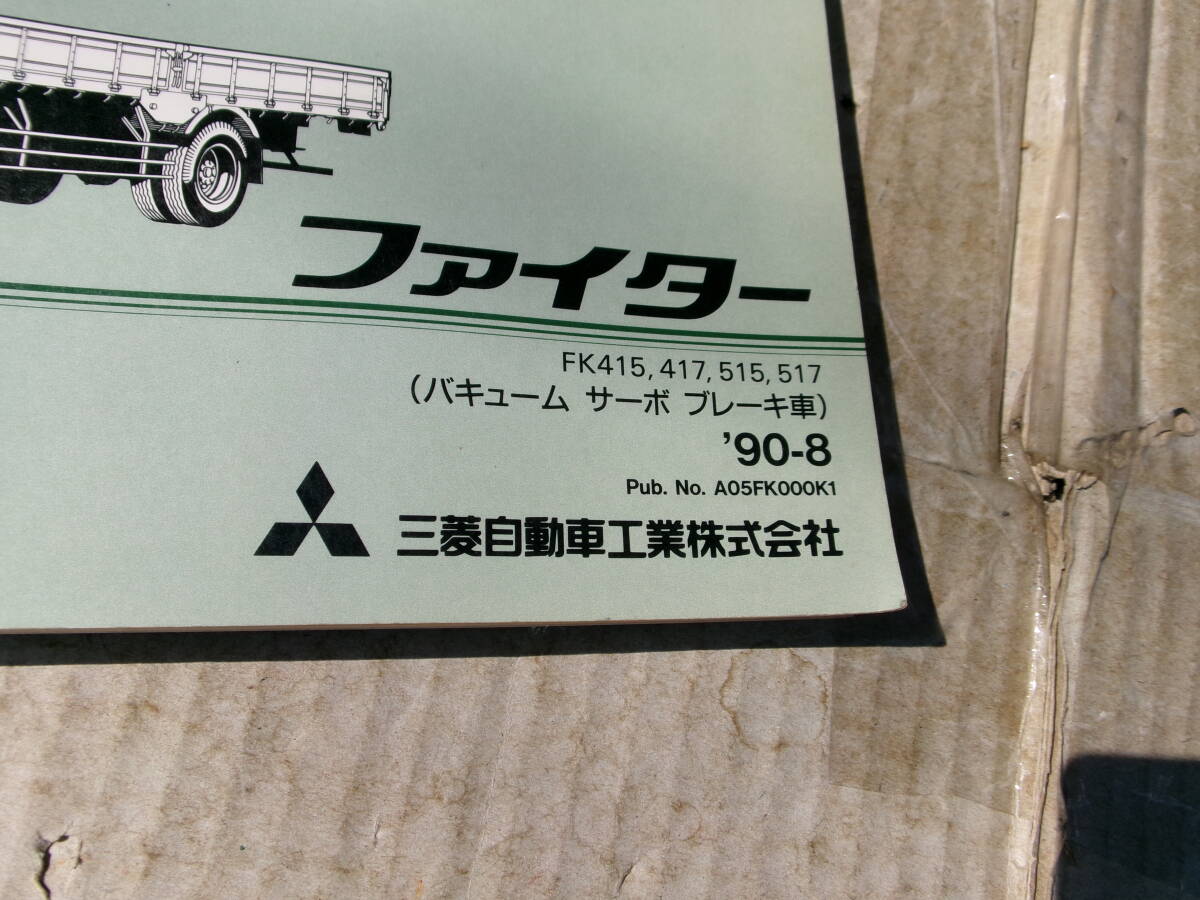 ファイター
FK415, 417, 515, 517
(バキューム サーボ ブレーキ車)
'90-8
Pub. No. A05FK000K1
三菱自動車工業株式会社